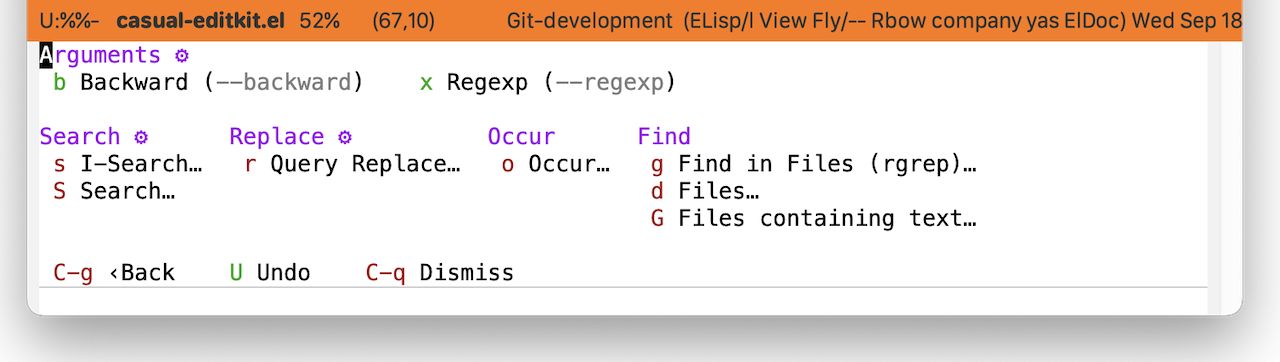 U:%%- casual-editkit.el 52% (67,10) Git-development (ELisp/l View Fly/-- Rbow company yas ElDoc) Wed Sep 18
Arguments ⚙
b Backward (--backward) x Regexp (--regexp)
Search ⚙ Replace ⚙ Occur Find
s I-Search… r Query Replace… o Occur… g Find in Files (rgrep)…
S Search… d Files…
G Files containing text…
C-g ‹Back U Undo C-q Dismiss